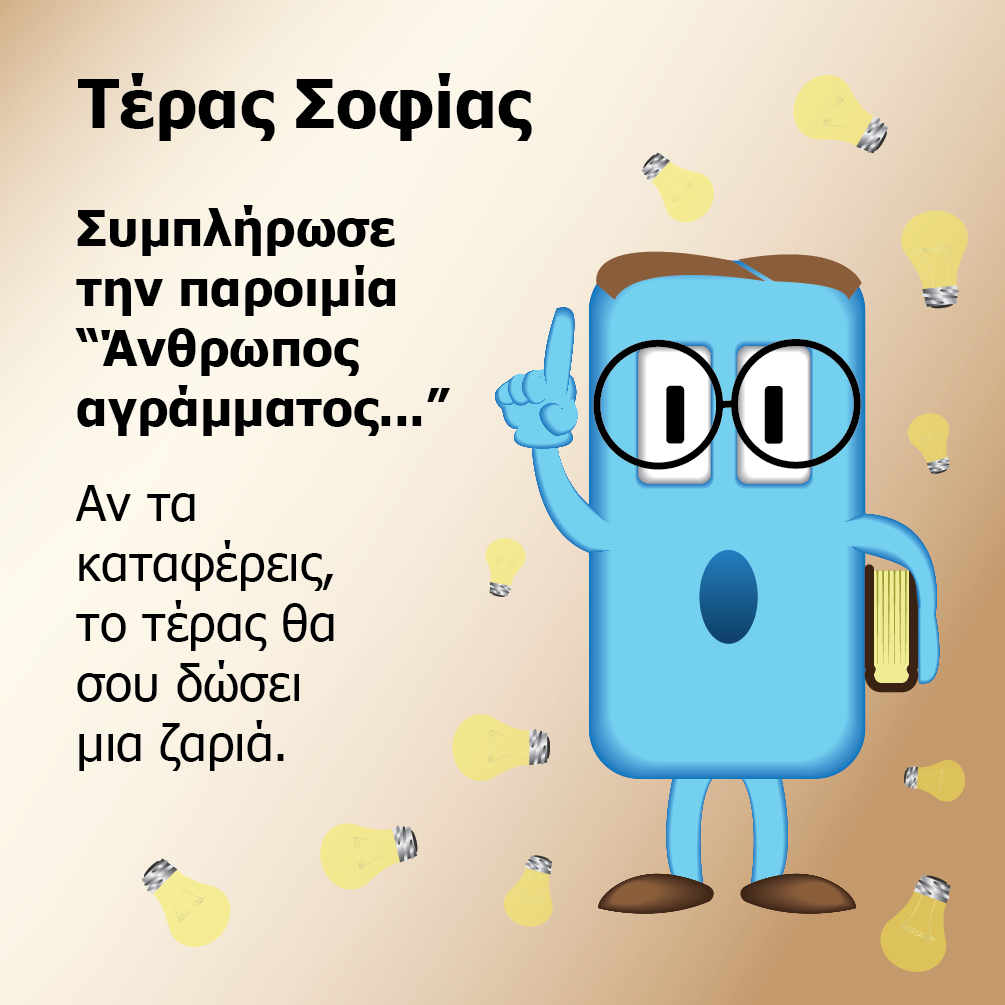 Τέρας Σοφίας
Συμπλήρωσε
την παροιμία
“Άνθρωπος
αγράμματος...”
Αν τα
καταφέρεις,
το τέρας θα
σου δώσει
μια ζαριά.